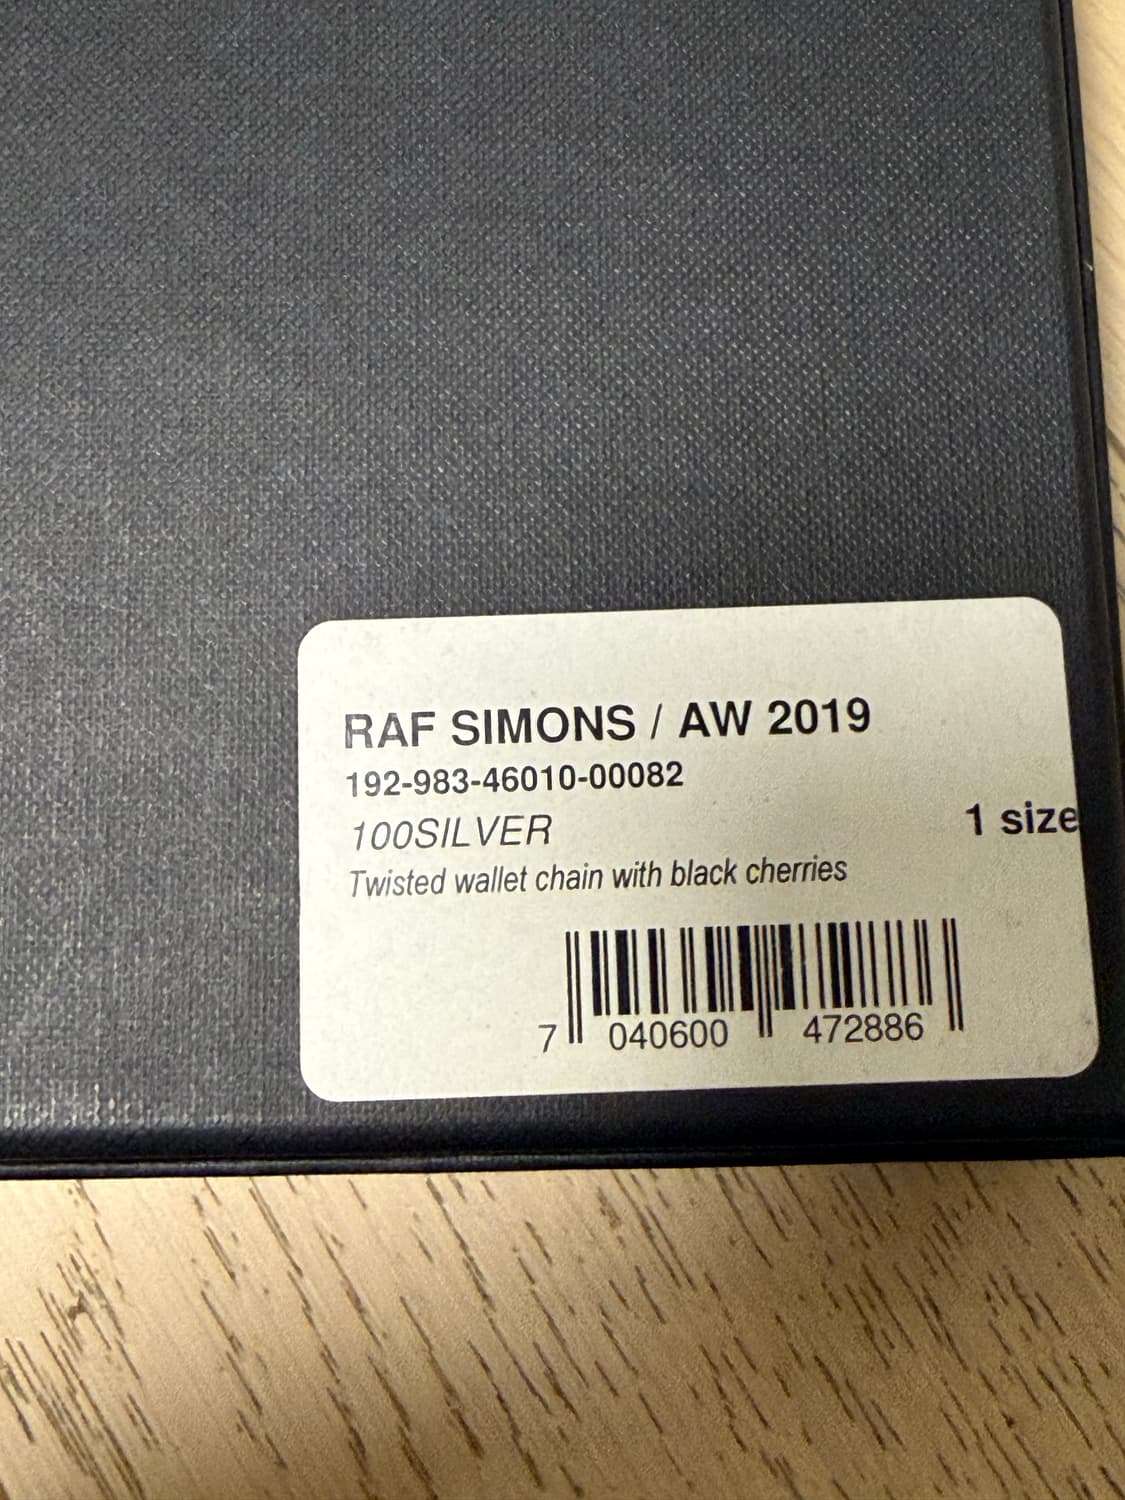 RAF SIMONS / AW 2019
192-983-46010-00082
100SILVER
1 size
Twisted wallet chain with black cherries
7 040600 472886